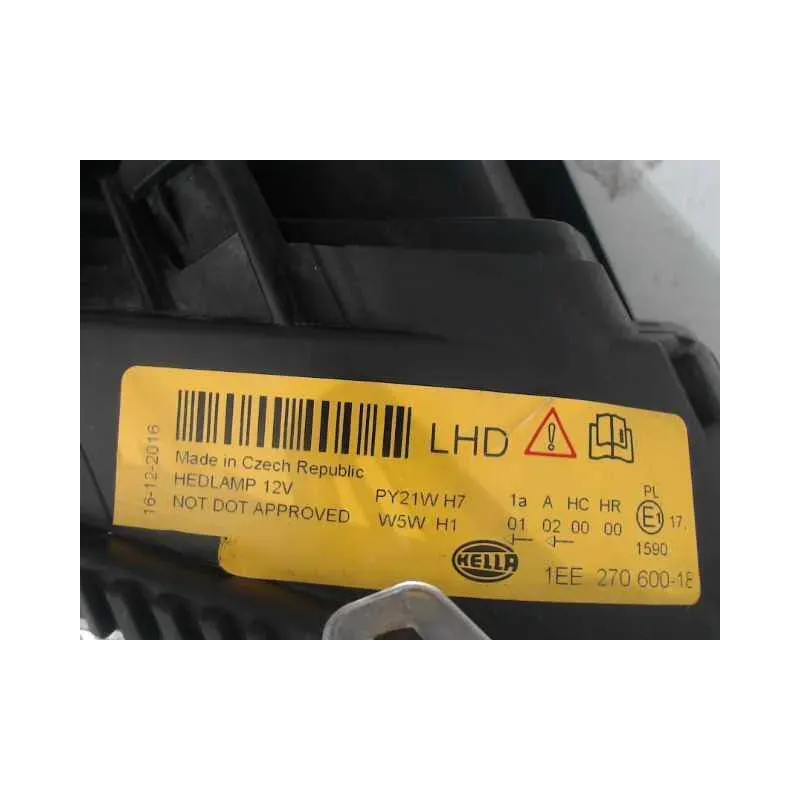 16-12-2016
LHD
Made in Czech Republic
HEDLAMP 12V
NOT DOT APPROVED
PY21W H7
W5W H1
1a A HC HR
01 02 00 00
PL
E1 17
1590
HELLA
1EE 270 600-18